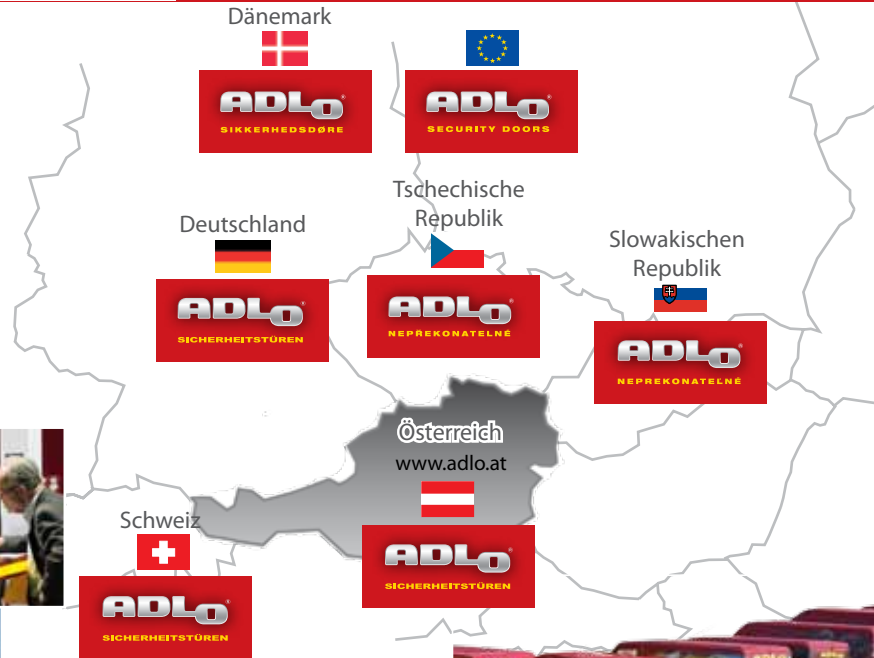 Dänemark
ADLO®
SIKKERHEDSDØRE
ADLO®
SECURITY DOORS
Tschechische
Republik
ADLO®
NEPŘEKONATELNÉ
Deutschland
ADLO®
SICHERHEITSTÜREN
Slowakischen
Republik
ADLO®
NEPREKONATEĽNÉ
Österreich
www.adlo.at
ADLO®
SICHERHEITSTÜREN
Schweiz
ADLO®
SICHERHEITSTÜREN